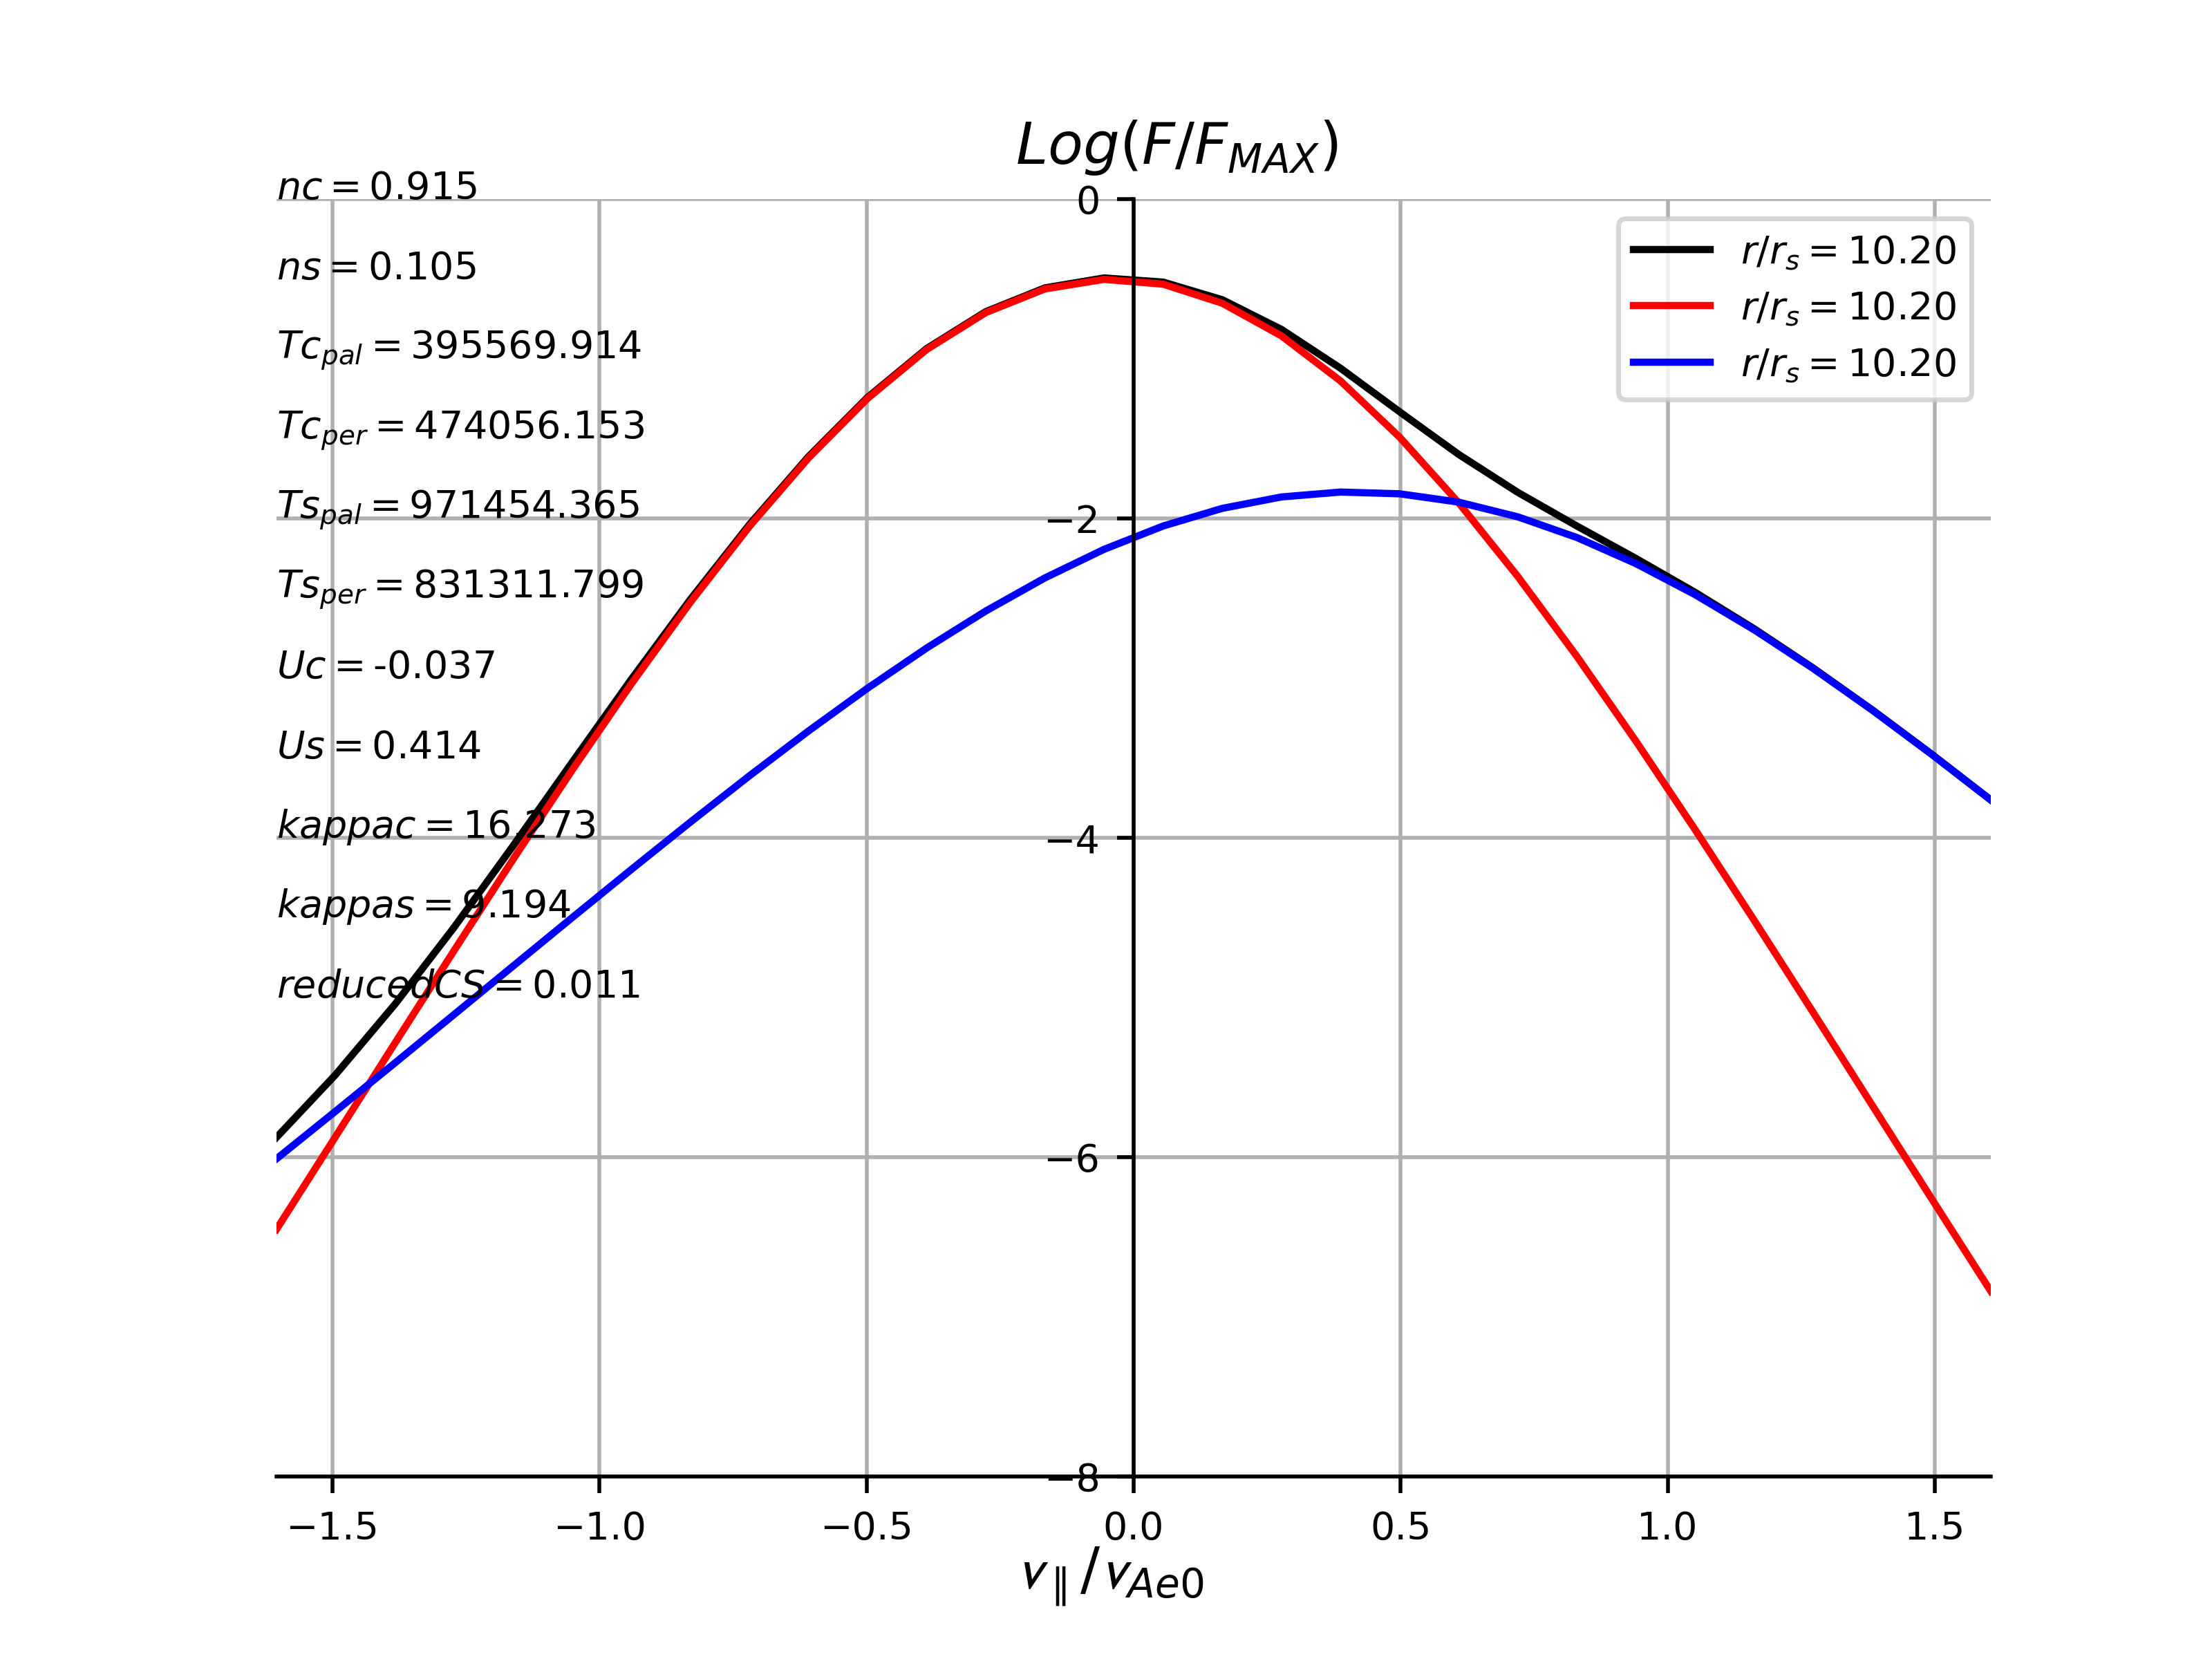 Log(F/F_MAX)
nc = 0.915
ns = 0.105
Tc_pal = 395569.914
Tc_per = 474056.153
Ts_pal = 971454.365
Ts_per = 831311.799
Uc = -0.037
Us = 0.414
kappac = 16.273
kappas = 9.194
reducedCS = 0.011
r/r_s = 10.20
r/r_s = 10.20
r/r_s = 10.20
0
−2
−4
−6
−8
−1.5 −1.0 −0.5 0.0 0.5 1.0 1.5
v_∥/v_Ae0